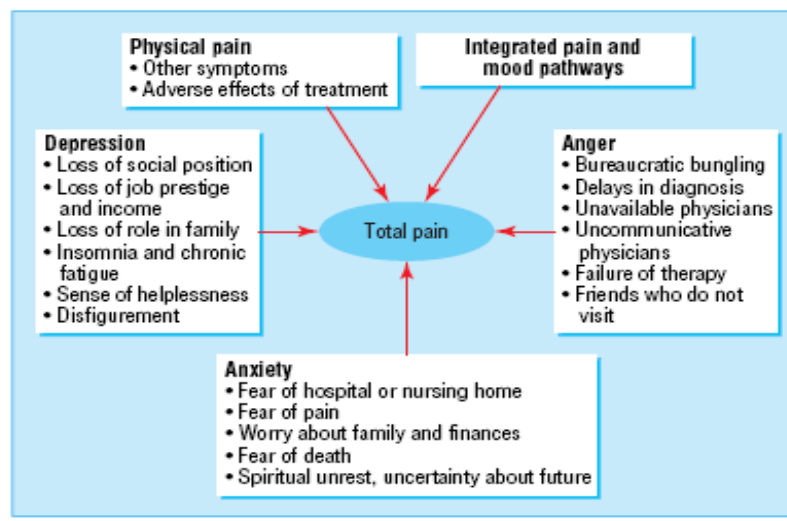 Physical pain
• Other symptoms
• Adverse effects of treatment
Integrated pain and
mood pathways
Depression
• Loss of social position
• Loss of job prestige
and income
• Loss of role in family
• Insomnia and chronic
fatigue
• Sense of helplessness
• Disfigurement
Total pain
Anger
• Bureaucratic bungling
• Delays in diagnosis
• Unavailable physicians
• Uncommunicative
physicians
• Failure of therapy
• Friends who do not
visit
Anxiety
• Fear of hospital or nursing home
• Fear of pain
• Worry about family and finances
• Fear of death
• Spiritual unrest, uncertainty about future